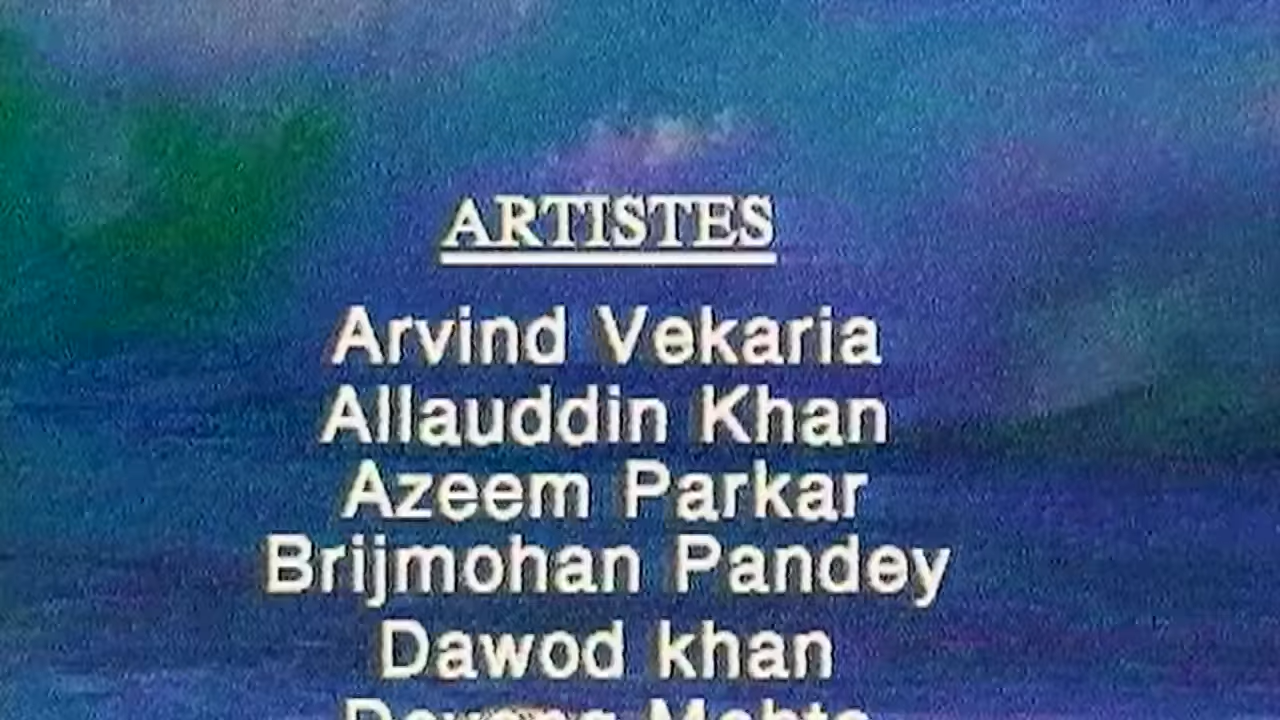 ARTISTES
Arvind Vekaria
Allauddin Khan
Azeem Parkar
Brijmohan Pandey
Dawod khan